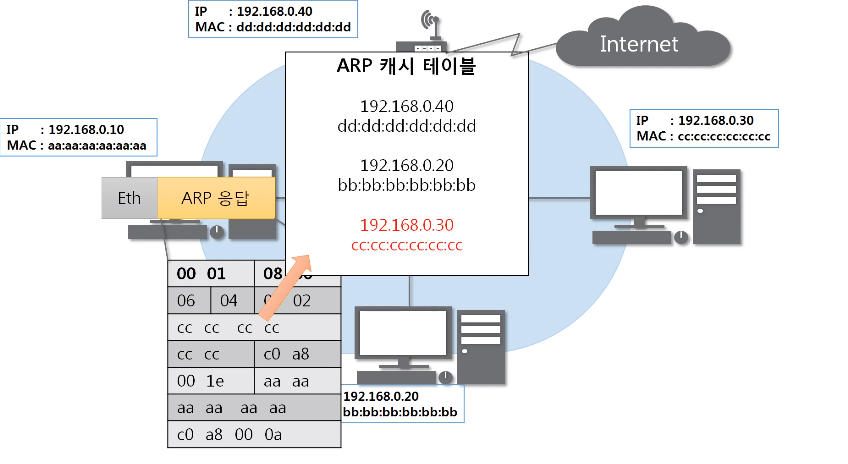 IP : 192.168.0.40
MAC : dd:dd:dd:dd:dd:dd
Internet
ARP 캐시 테이블
192.168.0.40
dd:dd:dd:dd:dd:dd
192.168.0.20
bb:bb:bb:bb:bb:bb
192.168.0.30
cc:cc:cc:cc:cc:cc
IP : 192.168.0.10
MAC : aa:aa:aa:aa:aa:aa
IP : 192.168.0.30
MAC : cc:cc:cc:cc:cc:cc
Eth ARP 응답
00 01 08
06 04 02
cc cc cc cc
cc cc c0 a8
00 1e aa aa
aa aa aa aa
c0 a8 00 0a
192.168.0.20
bb:bb:bb:bb:bb:bb